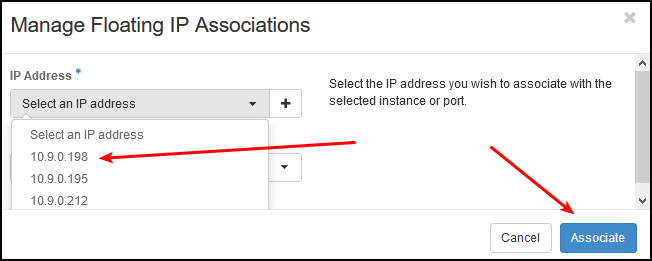 Manage Floating IP Associations
×
IP Address *
Select an IP address
+
Select the IP address you wish to associate with the
selected instance or port.
Select an IP address
10.9.0.198
10.9.0.195
10.9.0.212
Cancel
Associate